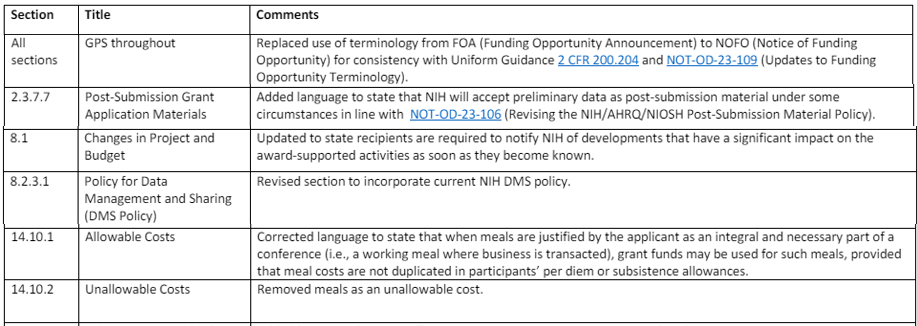 Section Title Comments
All sections GPS throughout Replaced use of terminology from FOA (Funding Opportunity Announcement) to NOFO (Notice of Funding
Opportunity) for consistency with Uniform Guidance 2 CFR 200.204 and NOT-OD-23-109 (Updates to Funding
Opportunity Terminology).
2.3.7.7 Post-Submission Grant Added language to state that NIH will accept preliminary data as post-submission material under some
Application Materials circumstances in line with NOT-OD-23-106 (Revising the NIH/AHRQ/NIOSH Post-Submission Material Policy).
8.1 Changes in Project and Updated to state recipients are required to notify NIH of developments that have a significant impact on the
Budget award-supported activities as soon as they become known.
8.2.3.1 Policy for Data Revised section to incorporate current NIH DMS policy.
Management and Sharing
(DMS Policy)
14.10.1 Allowable Costs Corrected language to state that when meals are justified by the applicant as an integral and necessary part of a
conference (i.e., a working meal where business is transacted), grant funds may be used for such meals, provided
that meal costs are not duplicated in participants’ per diem or subsistence allowances.
14.10.2 Unallowable Costs Removed meals as an unallowable cost.